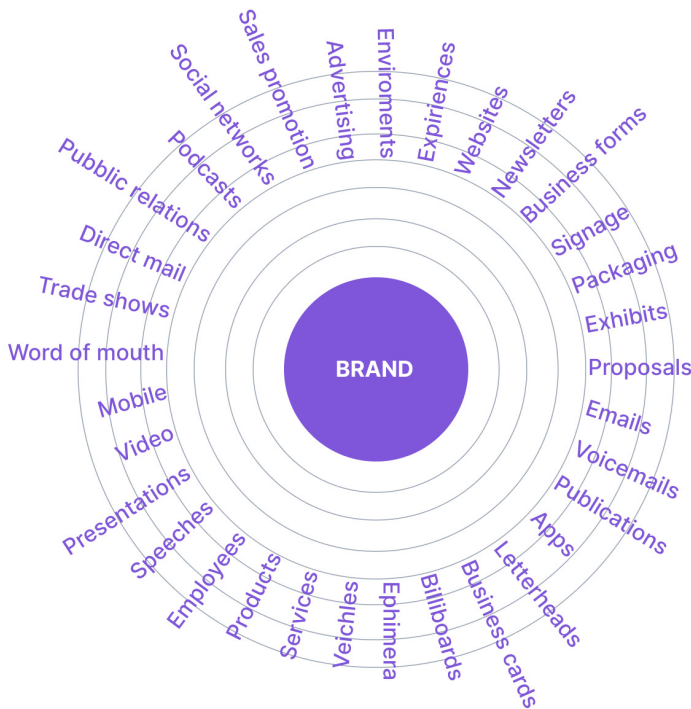 BRAND
Enviroments
Expiriences
Websites
Newsletters
Business forms
Signage
Packaging
Exhibits
Proposals
Emails
Voicemails
Publications
Apps
Letterheads
Business cards
Billiboards
Ephimera
Veichles
Services
Products
Employees
Speeches
Presentations
Video
Mobile
Word of mouth
Trade shows
Direct mail
Pubblic relations
Podcasts
Social networks
Sales promotion
Advertising